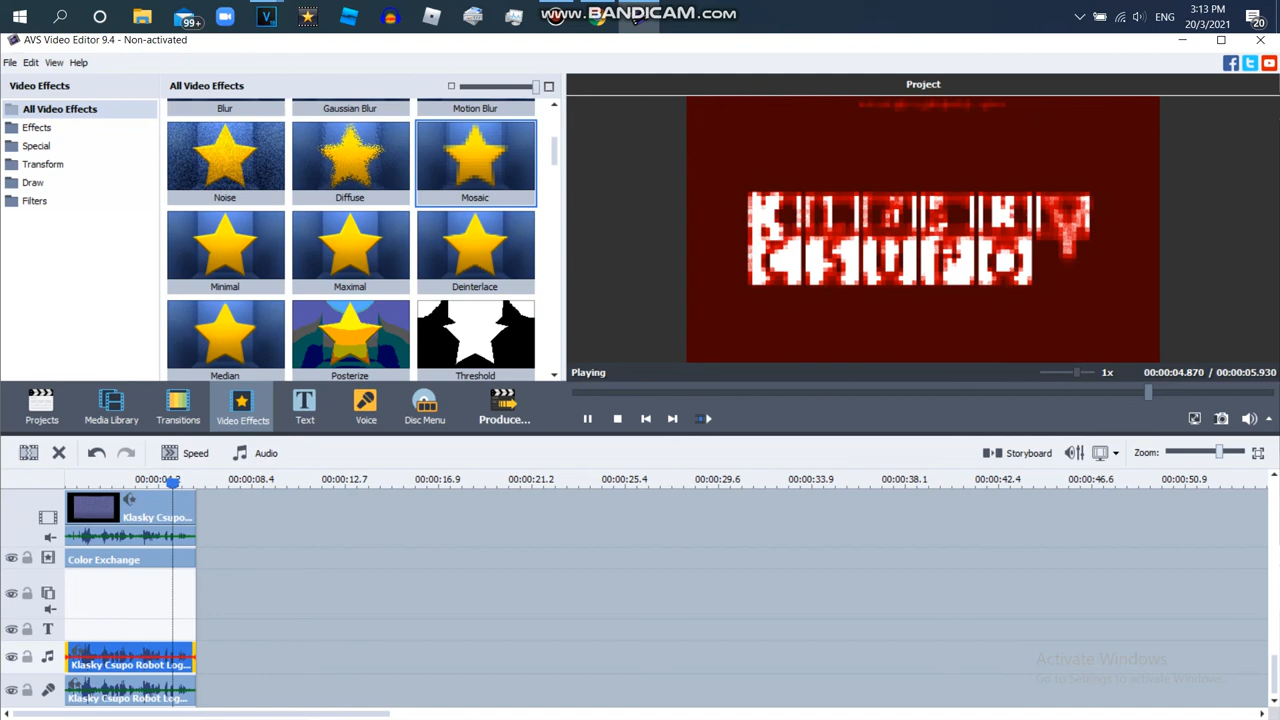 99+
www.BANDICAM.com
ENG
3:13 PM
20/3/2021
20
AVS Video Editor 9.4 - Non-activated
File Edit View Help
Video Effects
All Video Effects
Project
All Video Effects
Effects
Special
Transform
Draw
Filters
Blur
Gaussian Blur
Motion Blur
Noise
Diffuse
Mosaic
Minimal
Maximal
Deinterlace
Median
Posterize
Threshold
KLASKY
CSUPO
Playing
1x
00:00:04.870 / 00:00:05.930
Projects
Media Library
Transitions
Video Effects
Text
Voice
Disc Menu
Produce...
Speed
Audio
Storyboard
Zoom:
00:00:04.2 00:00:08.4 00:00:12.7 00:00:16.9 00:00:21.2 00:00:25.4 00:00:29.6 00:00:33.9 00:00:38.1 00:00:42.4 00:00:46.6 00:00:50.9
Klasky Csupo...
Color Exchange
T
Klasky Csupo Robot Log...
Klasky Csupo Robot Log...
Activate Windows
Go to Settings to activate Windows.